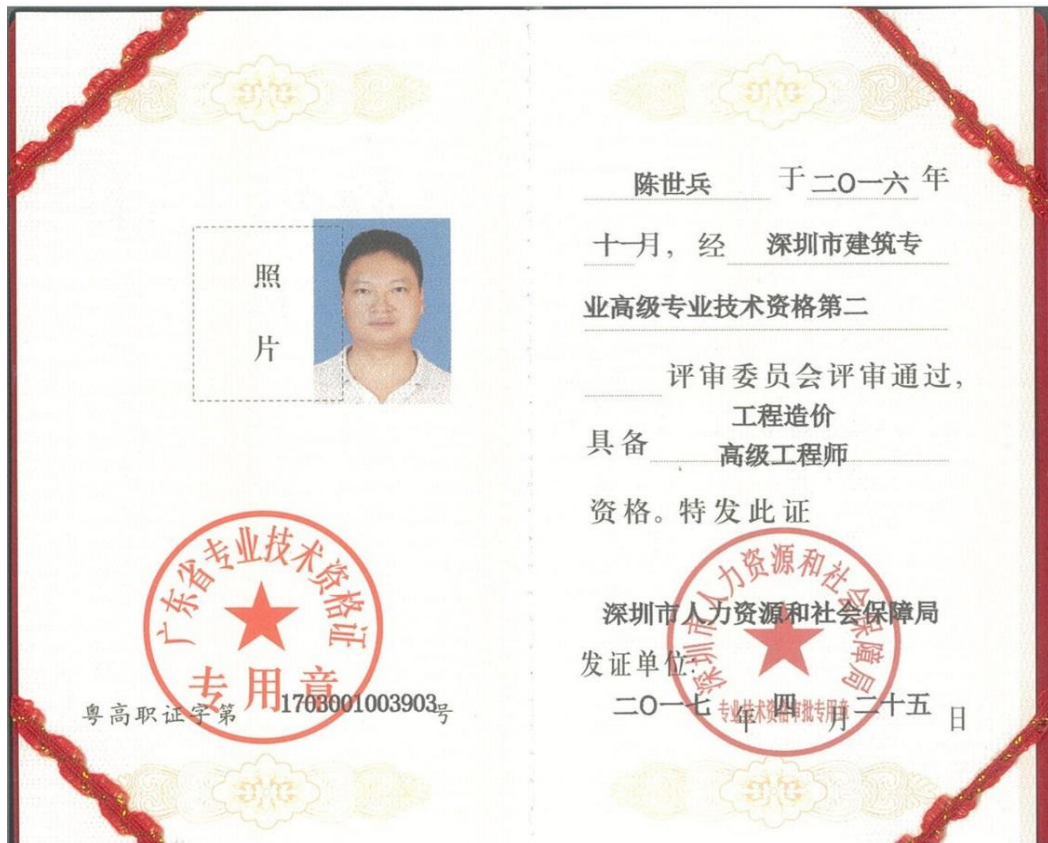 照
片
广东省专业技术资格证
专用章
粤高职证字第1703001003903号
陈世兵 于二〇一六年
十一月，经 深圳市建筑专
业高级专业技术资格第二
评审委员会评审通过，
工程造价
具备 高级工程师
资格。特发此证
深圳市人力资源和社会保障局
深圳市人力资源和社会保障局
发证单位:
专业技术资格审批专用章
二〇一七年四月二十五日